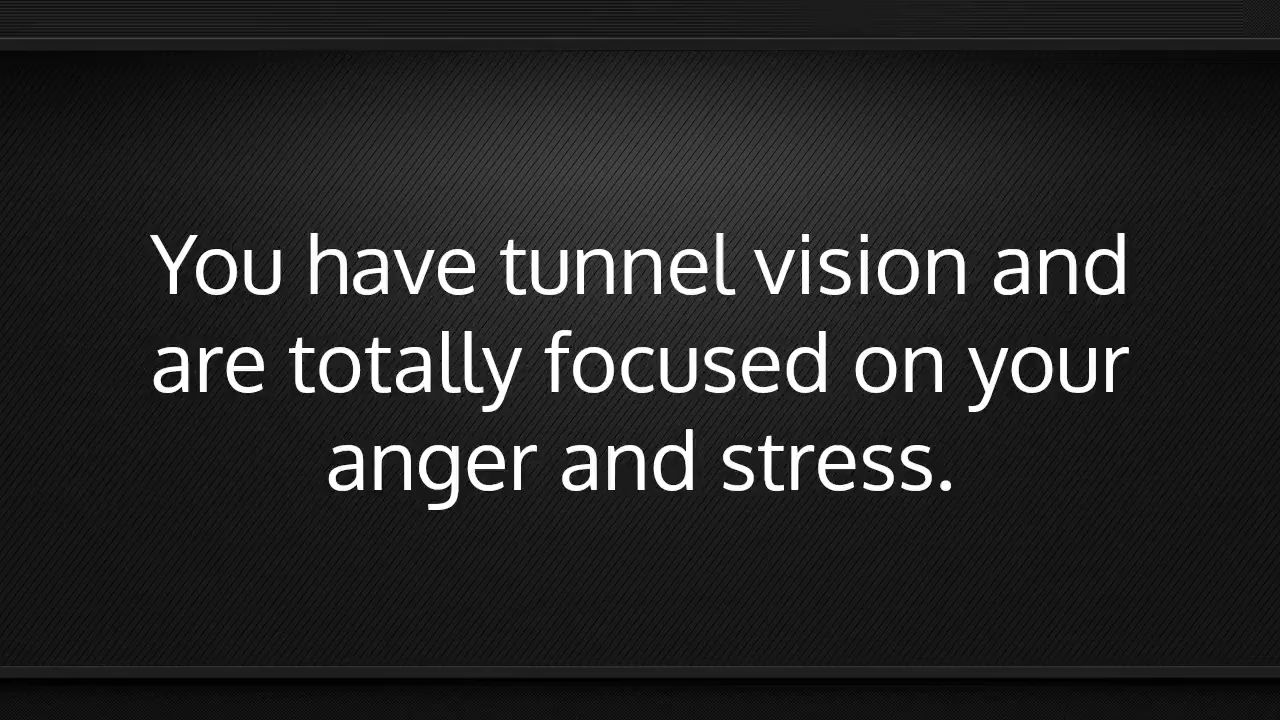 You have tunnel vision and
are totally focused on your
anger and stress.